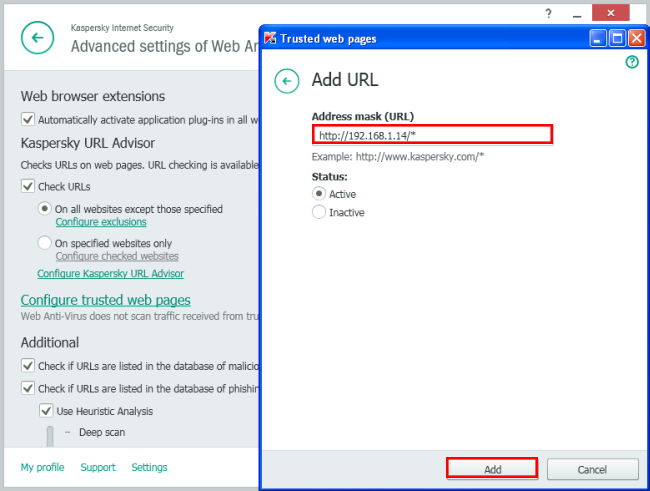 Kaspersky Internet Security
Advanced settings of Web An
?
Web browser extensions
Automatically activate application plug-ins in all w
Kaspersky URL Advisor
Checks URLs on web pages. URL checking is available
Check URLs
On all websites except those specified
Configure exclusions
On specified websites only
Configure checked websites
Configure Kaspersky URL Advisor
Configure trusted web pages
Web Anti-Virus does not scan traffic received from tru
Additional
Check if URLs are listed in the database of malicio
Check if URLs are listed in the database of phishin
Use Heuristic Analysis
Deep scan
My profile Support Settings
Trusted web pages
?
Add URL
Address mask (URL)
http://192.168.1.14/*
Example: http://www.kaspersky.com/*
Status:
Active
Inactive
Add Cancel